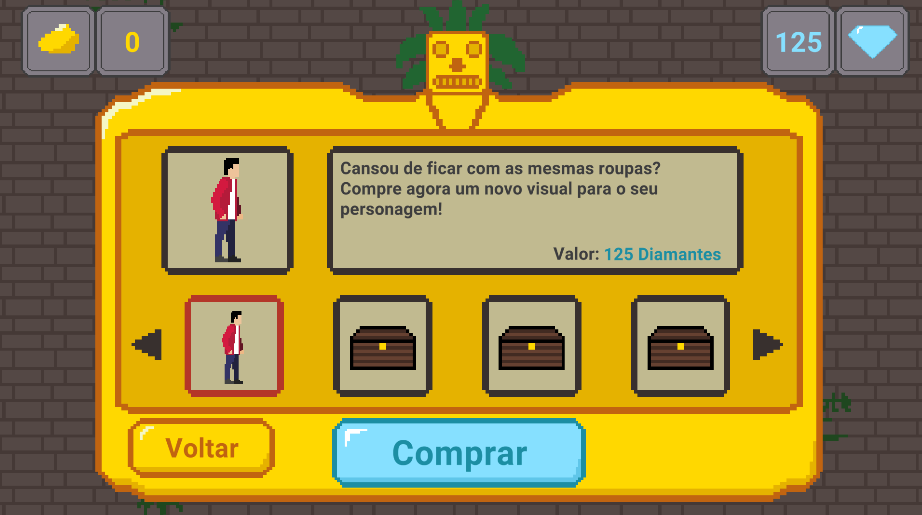 0
125
Cansou de ficar com as mesmas roupas?
Compre agora um novo visual para o seu
personagem!
Valor: 125 Diamantes
Voltar
Comprar